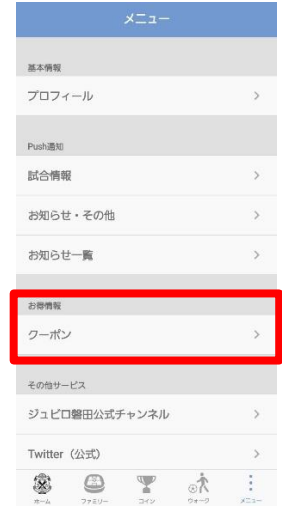 メニュー
基本情報
プロフィール
Push通知
試合情報
お知らせ・その他
お知らせ一覧
お得情報
クーポン
その他サービス
ジュビロ磐田公式チャンネル
Twitter（公式）
ホーム ファミリー コイン ウォーク メニュー